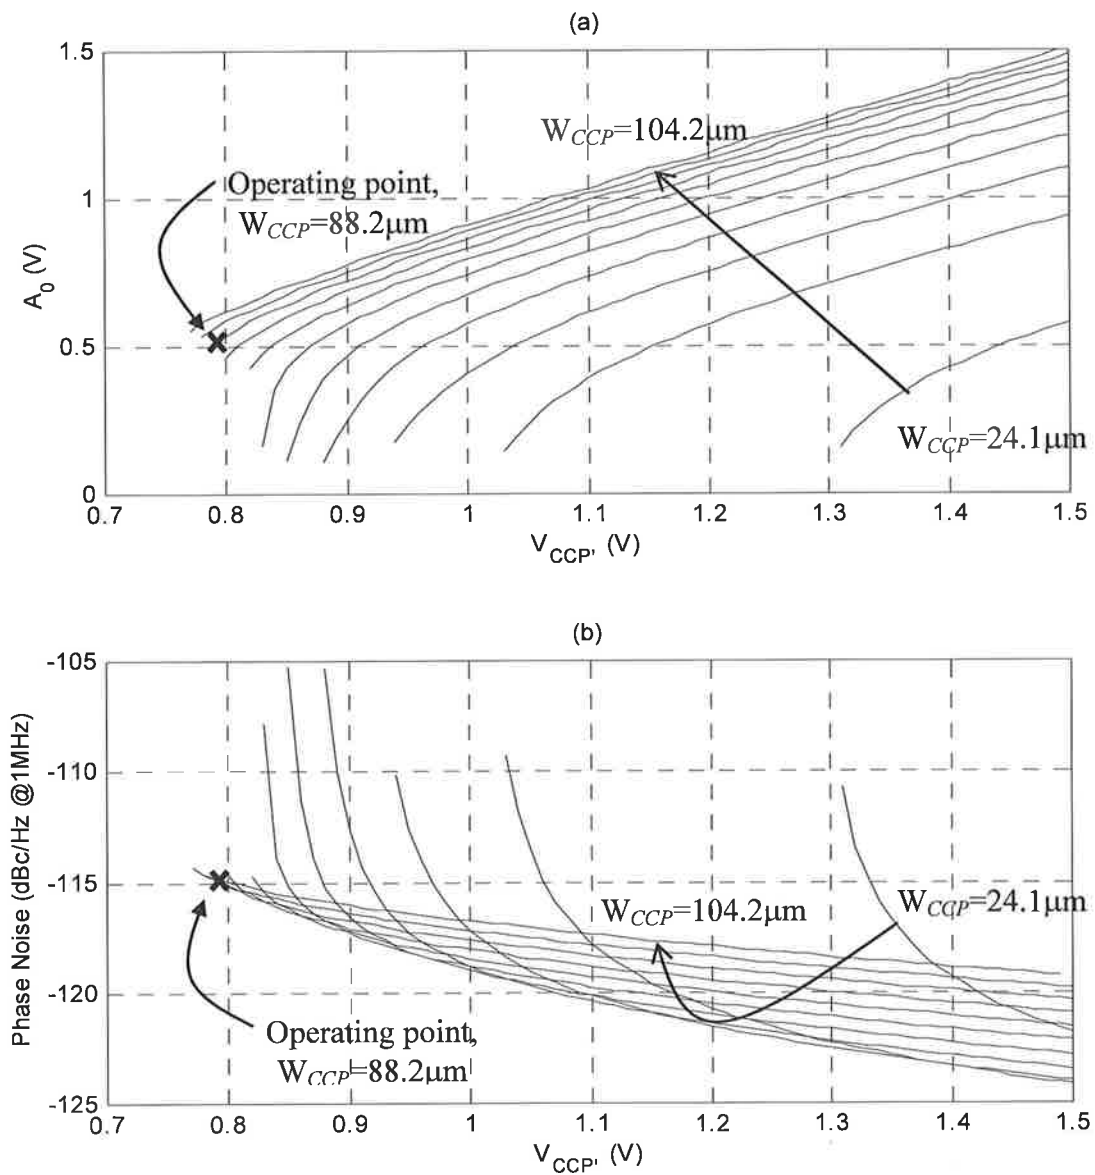 (a)
1.5
1
0.5
0
A0 (V)
WCCP=104.2μm
Operating point,
WCCP=88.2μm
WCCP=24.1μm
0.7 0.8 0.9 1 1.1 1.2 1.3 1.4 1.5
VCCP, (V)
(b)
-105
-110
-115
-120
-125
Phase Noise (dBc/Hz @1MHz)
WCCP=104.2μm
WCCP=24.1μm
Operating point,
WCCP=88.2μm
0.7 0.8 0.9 1 1.1 1.2 1.3 1.4 1.5
VCCP, (V)